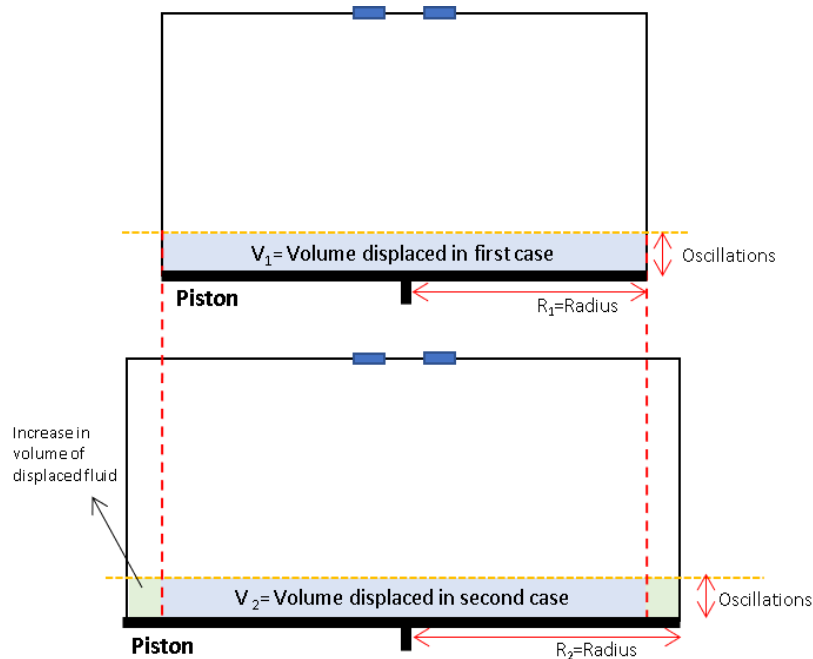 V₁= Volume displaced in first case
Oscillations
Piston
R₁=Radius
Increase in
volume of
displaced fluid
V₂= Volume displaced in second case
Oscillations
Piston
R₂=Radius